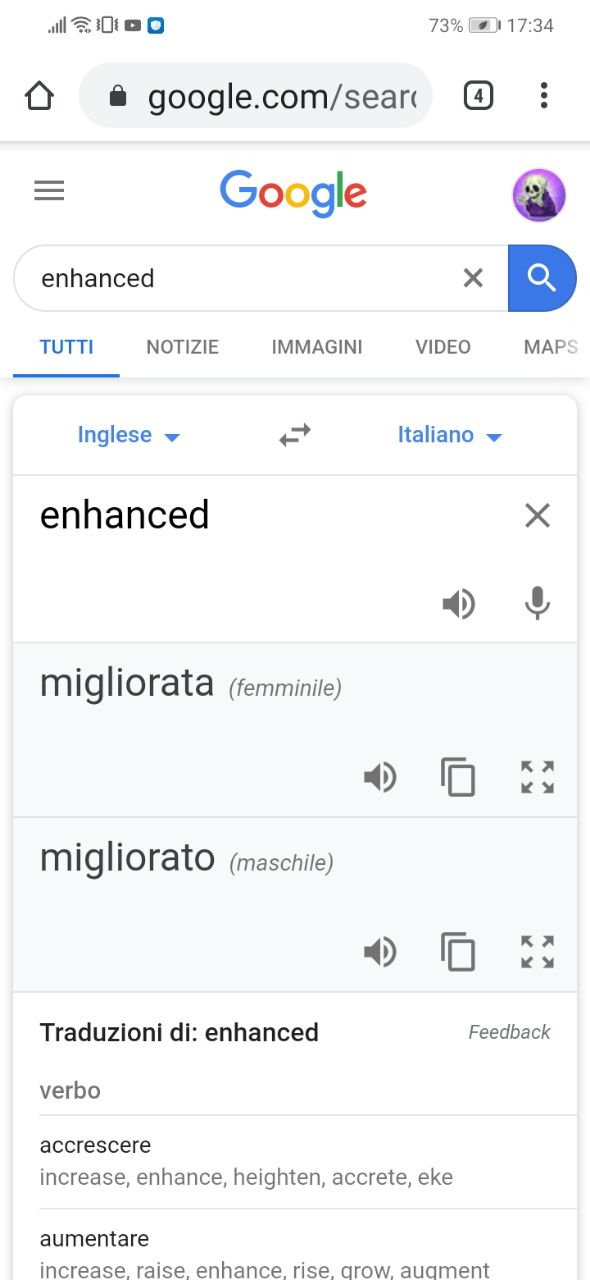 73% 17:34
google.com/sear
4
Google
enhanced
TUTTI NOTIZIE IMMAGINI VIDEO MAPS
Inglese Italiano
enhanced
migliorata (femminile)
migliorato (maschile)
Traduzioni di: enhanced Feedback
verbo
accrescere
increase, enhance, heighten, accrete, eke
aumentare
increase, raise, enhance, rise, grow, augment